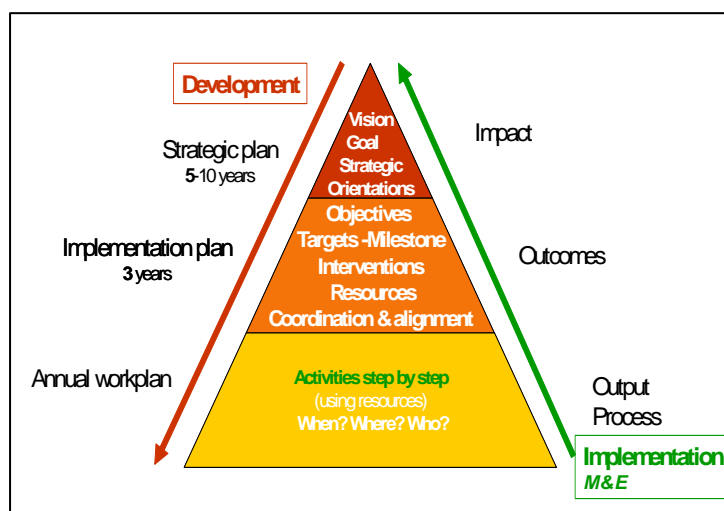 Development
Strategic plan
5-10 years
Implementation plan
3 years
Annual workplan
Vision
Goal
Strategic
Orientations
Objectives
Targets -Milestone
Interventions
Resources
Coordination & alignment
Activities step by step
(using resources)
When? Where? Who?
Impact
Outcomes
Output
Process
Implementation
M&E